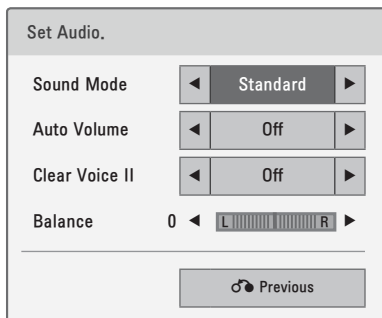 Set Audio.
Sound Mode ◀ Standard ▶
Auto Volume ◀ Off ▶
Clear Voice II ◀ Off ▶
Balance 0 ◀ L R ▶
Previous